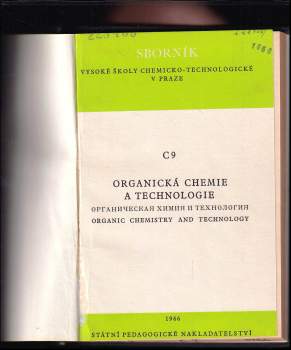 SBORNÍK
VYSOKÉ ŠKOLY CHEMICKO-TECHNOLOGICKÉ
V PRAZE
C 9
ORGANICKÁ CHEMIE
A TECHNOLOGIE
ОРГАНИЧЕСКАЯ ХИМИЯ И ТЕХНОЛОГИЯ
ORGANIC CHEMISTRY AND TECHNOLOGY
1966
STÁTNÍ PEDAGOGICKÉ NAKLADATELSTVÍ